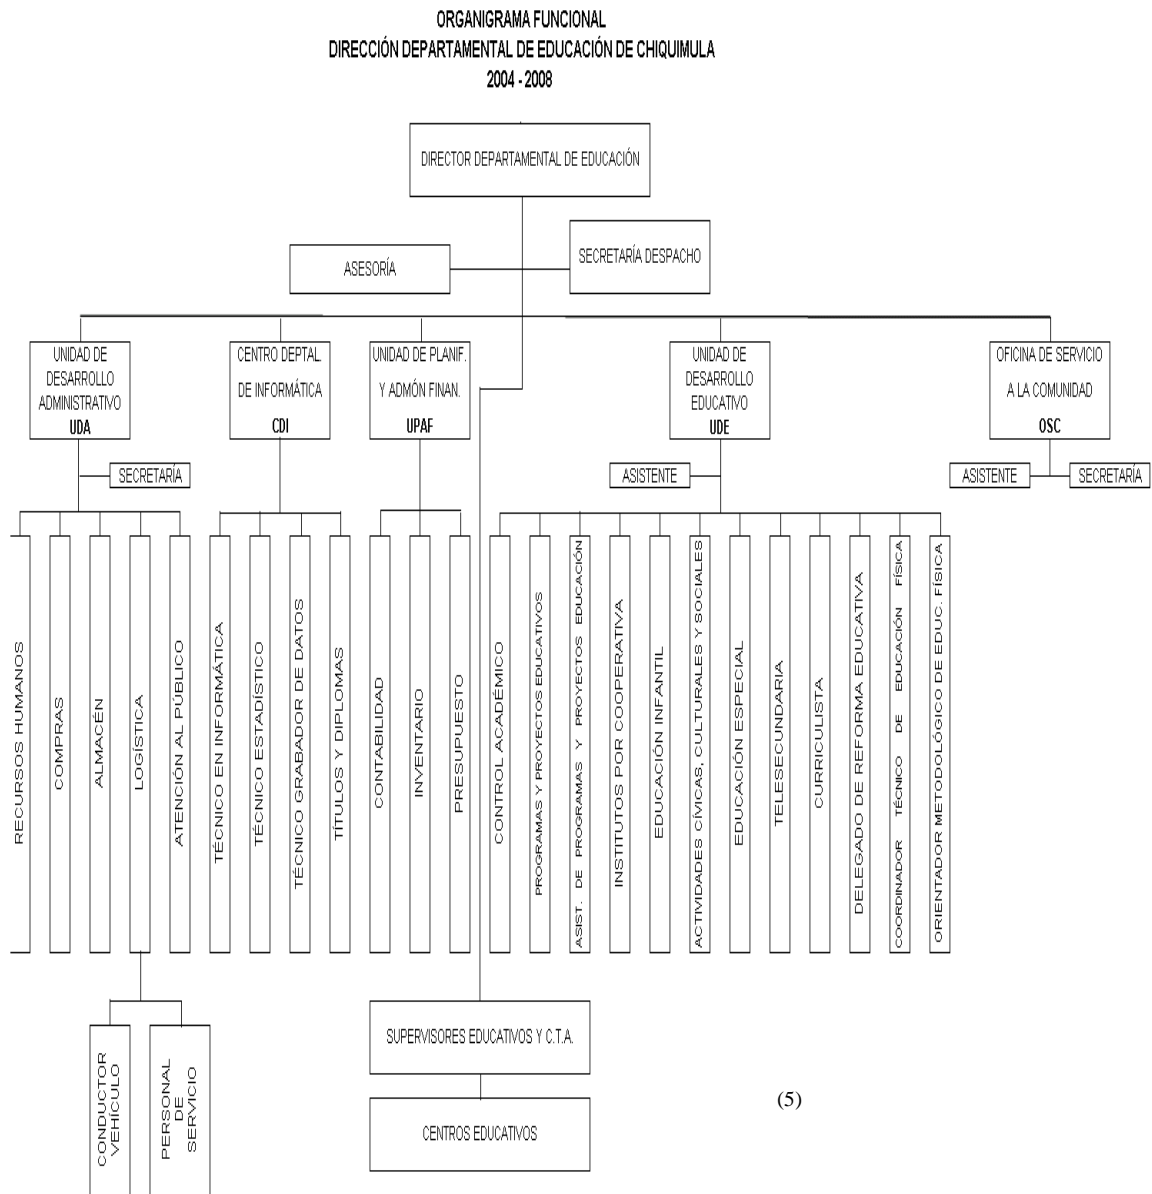 ORGANIGRAMA FUNCIONAL
DIRECCIÓN DEPARTAMENTAL DE EDUCACIÓN DE CHIQUIMULA
2004 - 2008
DIRECTOR DEPARTAMENTAL DE EDUCACIÓN
ASESORÍA
SECRETARÍA DESPACHO
UNIDAD DE
DESARROLLO
ADMINISTRATIVO
UDA
CENTRO DEPTAL.
DE INFORMÁTICA
CDI
UNIDAD DE PLANIF.
Y ADMÓN FINAN.
UPAF
UNIDAD DE
DESARROLLO
EDUCATIVO
UDE
OFICINA DE SERVICIO
A LA COMUNIDAD
OSC
SECRETARÍA
ASISTENTE
ASISTENTE
SECRETARÍA
RECURSOS HUMANOS
COMPRAS
ALMACÉN
LOGÍSTICA
ATENCIÓN AL PÚBLICO
TÉCNICO EN INFORMÁTICA
TÉCNICO ESTADÍSTICO
TÉCNICO GRABADOR DE DATOS
TÍTULOS Y DIPLOMAS
CONTABILIDAD
INVENTARIO
PRESUPUESTO
CONTROL ACADÉMICO
PROGRAMAS Y PROYECTOS EDUCATIVOS
ASIST. DE PROGRAMAS Y PROYECTOS EDUCACIÓN
INSTITUTOS POR COOPERATIVA
EDUCACIÓN INFANTIL
ACTIVIDADES CÍVICAS, CULTURALES Y SOCIALES
EDUCACIÓN ESPECIAL
TELESECUNDARIA
CURRICULISTA
DELEGADO DE REFORMA EDUCATIVA
COORDINADOR TÉCNICO DE EDUCACIÓN FÍSICA
ORIENTADOR METODOLÓGICO DE EDUC. FÍSICA
CONDUCTOR
VEHÍCULO
PERSONAL
DE
SERVICIO
SUPERVISORES EDUCATIVOS Y C.T.A.
CENTROS EDUCATIVOS
(5)